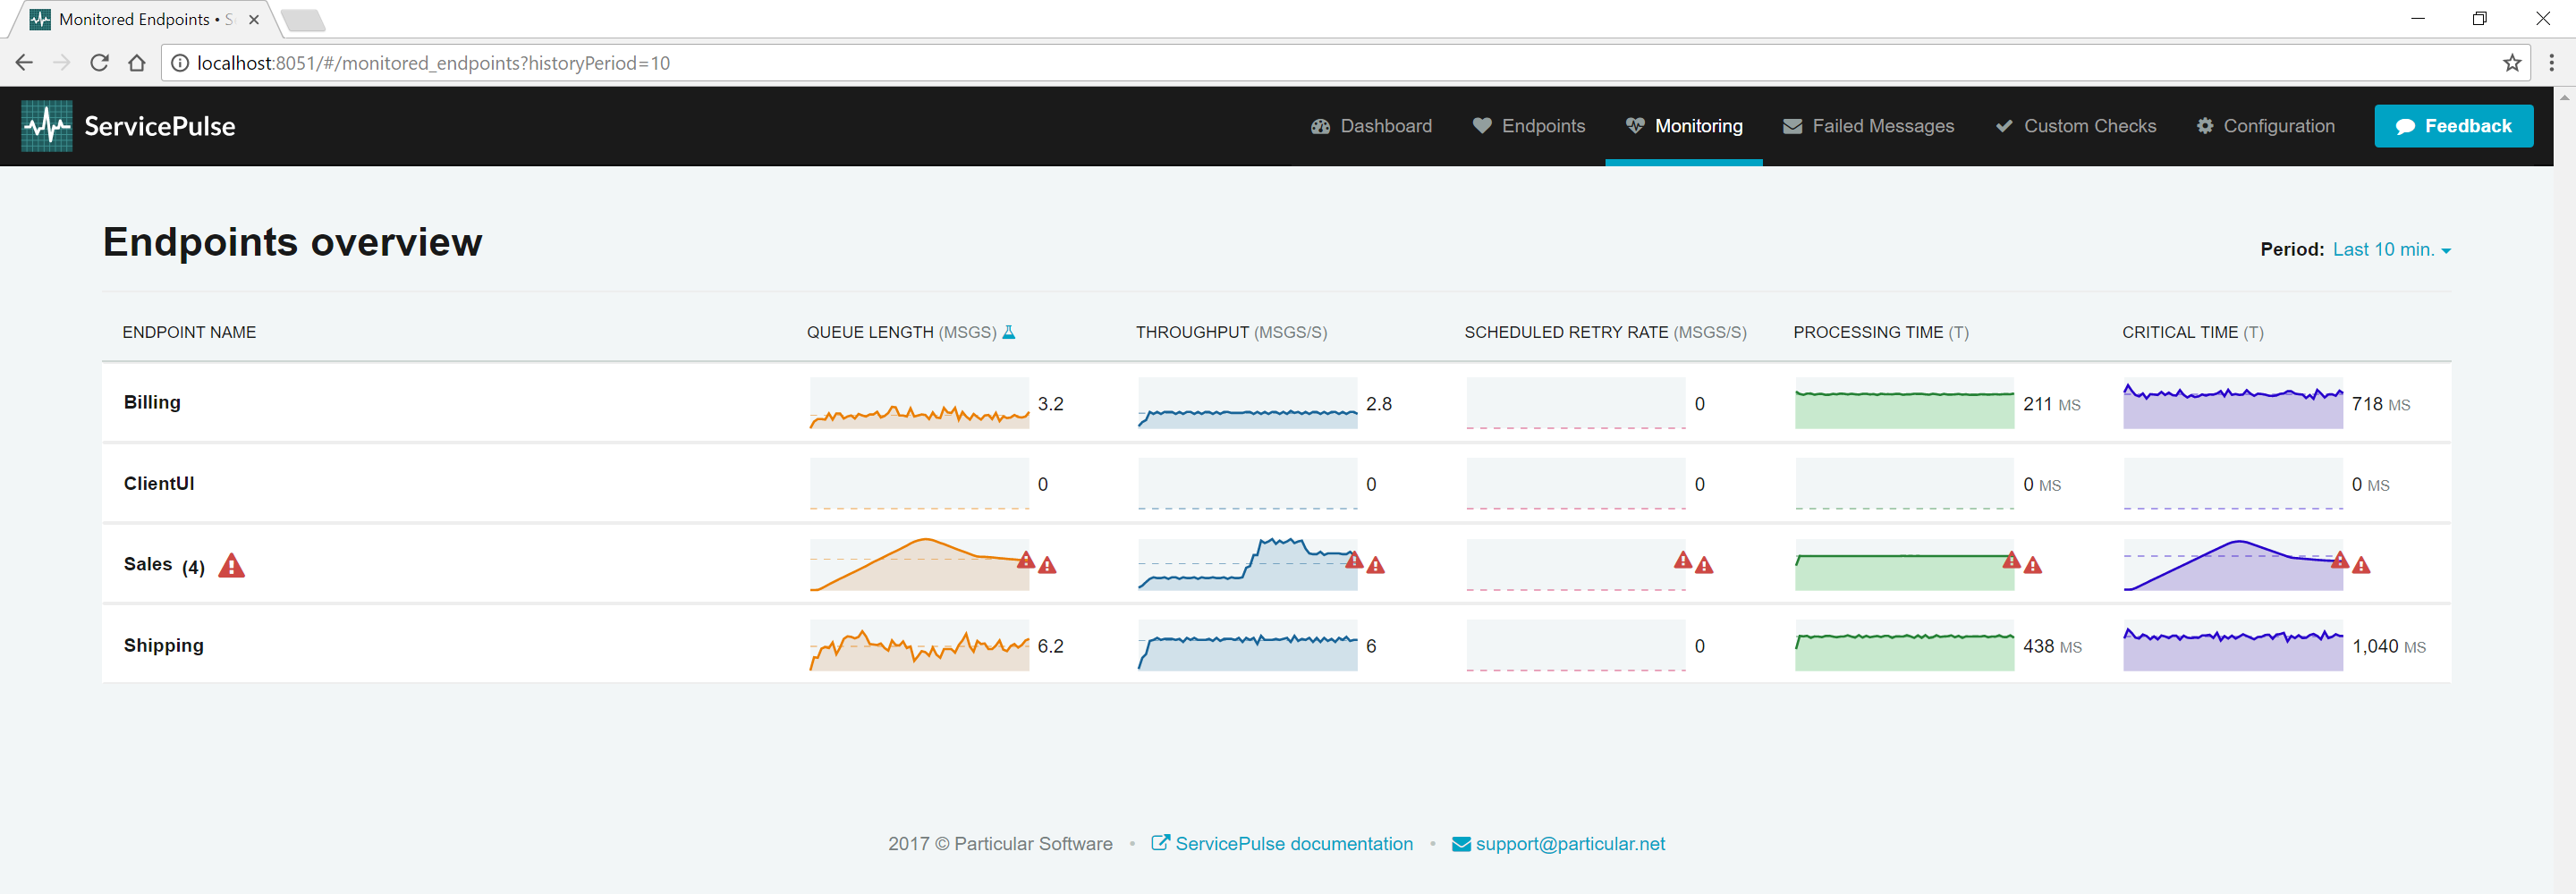 Monitored Endpoints • S
localhost:8051/#/monitored_endpoints?historyPeriod=10
ServicePulse
Dashboard Endpoints Monitoring Failed Messages Custom Checks Configuration Feedback
Endpoints overview
Period: Last 10 min.
ENDPOINT NAME QUEUE LENGTH (MSGS) THROUGHPUT (MSGS/S) SCHEDULED RETRY RATE (MSGS/S) PROCESSING TIME (T) CRITICAL TIME (T)
Billing 3.2 2.8 0 211 MS 718 MS
ClientUI 0 0 0 0 MS 0 MS
Sales (4)
Shipping 6.2 6 0 438 MS 1,040 MS
2017 © Particular Software • ServicePulse documentation • support@particular.net